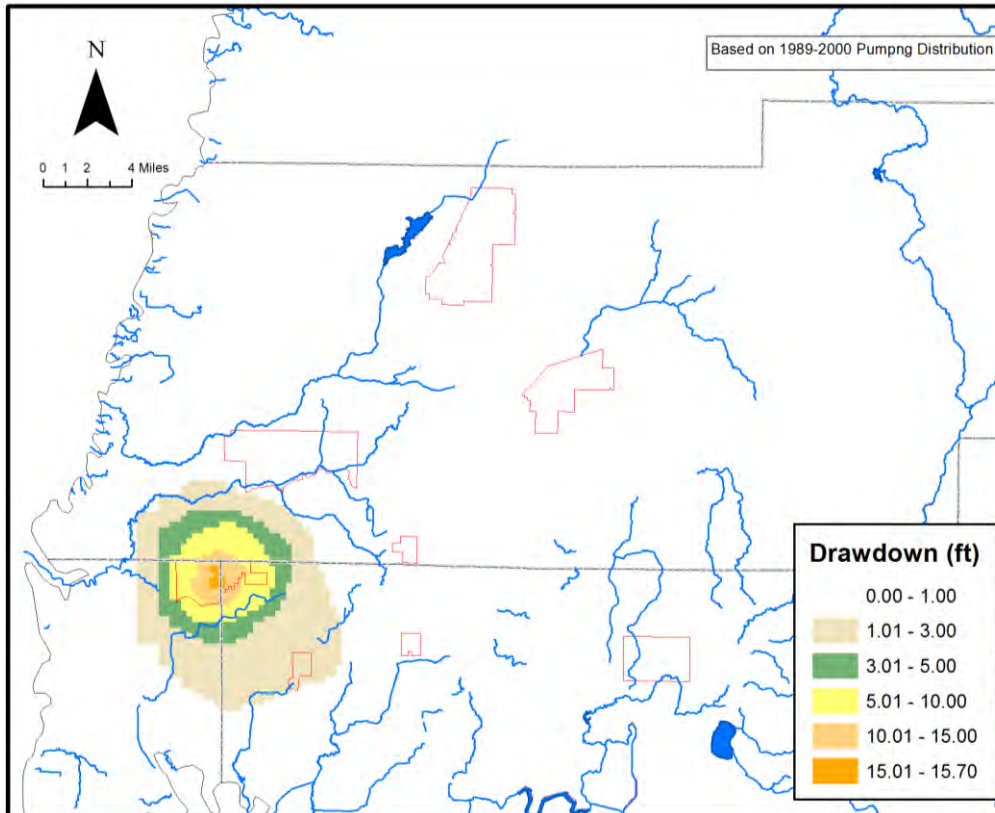 N
Based on 1989-2000 Pumpng Distribution
0 1 2 4 Miles
Drawdown (ft)
0.00 - 1.00
1.01 - 3.00
3.01 - 5.00
5.01 - 10.00
10.01 - 15.00
15.01 - 15.70